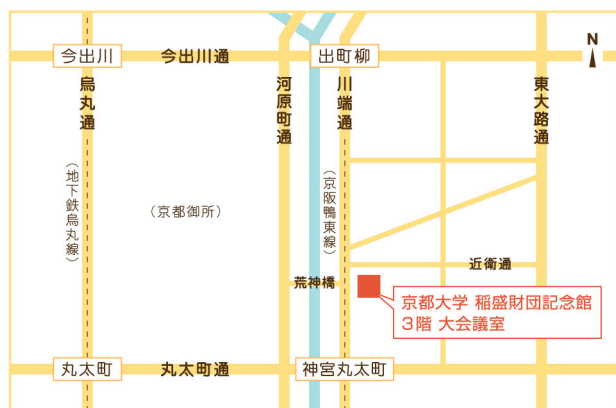 今出川
今出川通
出町柳
N
烏丸通
河原町通
川端通
東大路通
（地下鉄烏丸線）
（京都御所）
（京阪鴨東線）
近衛通
荒神橋
京都大学 稲盛財団記念館
3階 大会議室
丸太町
丸太町通
神宮丸太町